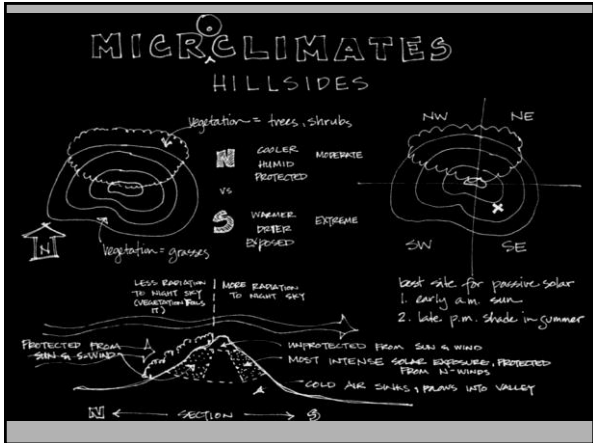 MICROCLIMATES
HILLSIDES
vegetation = trees, shrubs
N COOLER MODERATE
HUMID
PROTECTED
VS
S WARMER EXTREME
DRIER
EXPOSED
N
vegetation = grasses
NW NE
SW SE
best site for passive solar
1. early a.m. sun
2. late p.m. shade in summer
LESS RADIATION
TO NIGHT SKY
(VEGETATION
IT)
MORE RADIATION
TO NIGHT SKY
PROTECTED FROM
SUN & S-WIND
UNPROTECTED FROM SUN & WIND
MOST INTENSE SOLAR EXPOSURE, PROTECTED
FROM N-WINDS
COLD AIR SINKS, DRAWS INTO VALLEY
N ← SECTION → S